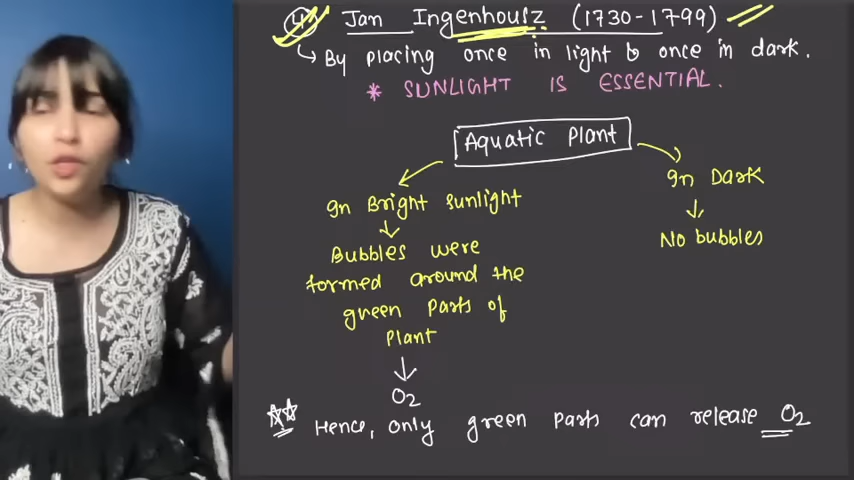 4 Jan Ingenhousz (1730-1799)
↳ By placing once in light & once in dark.
* SUNLIGHT IS ESSENTIAL.
Aquatic Plant
In Bright sunlight
Bubbles were
formed around the
green parts of
Plant
O2
In Dark
No bubbles
** Hence, only green parts can release O2